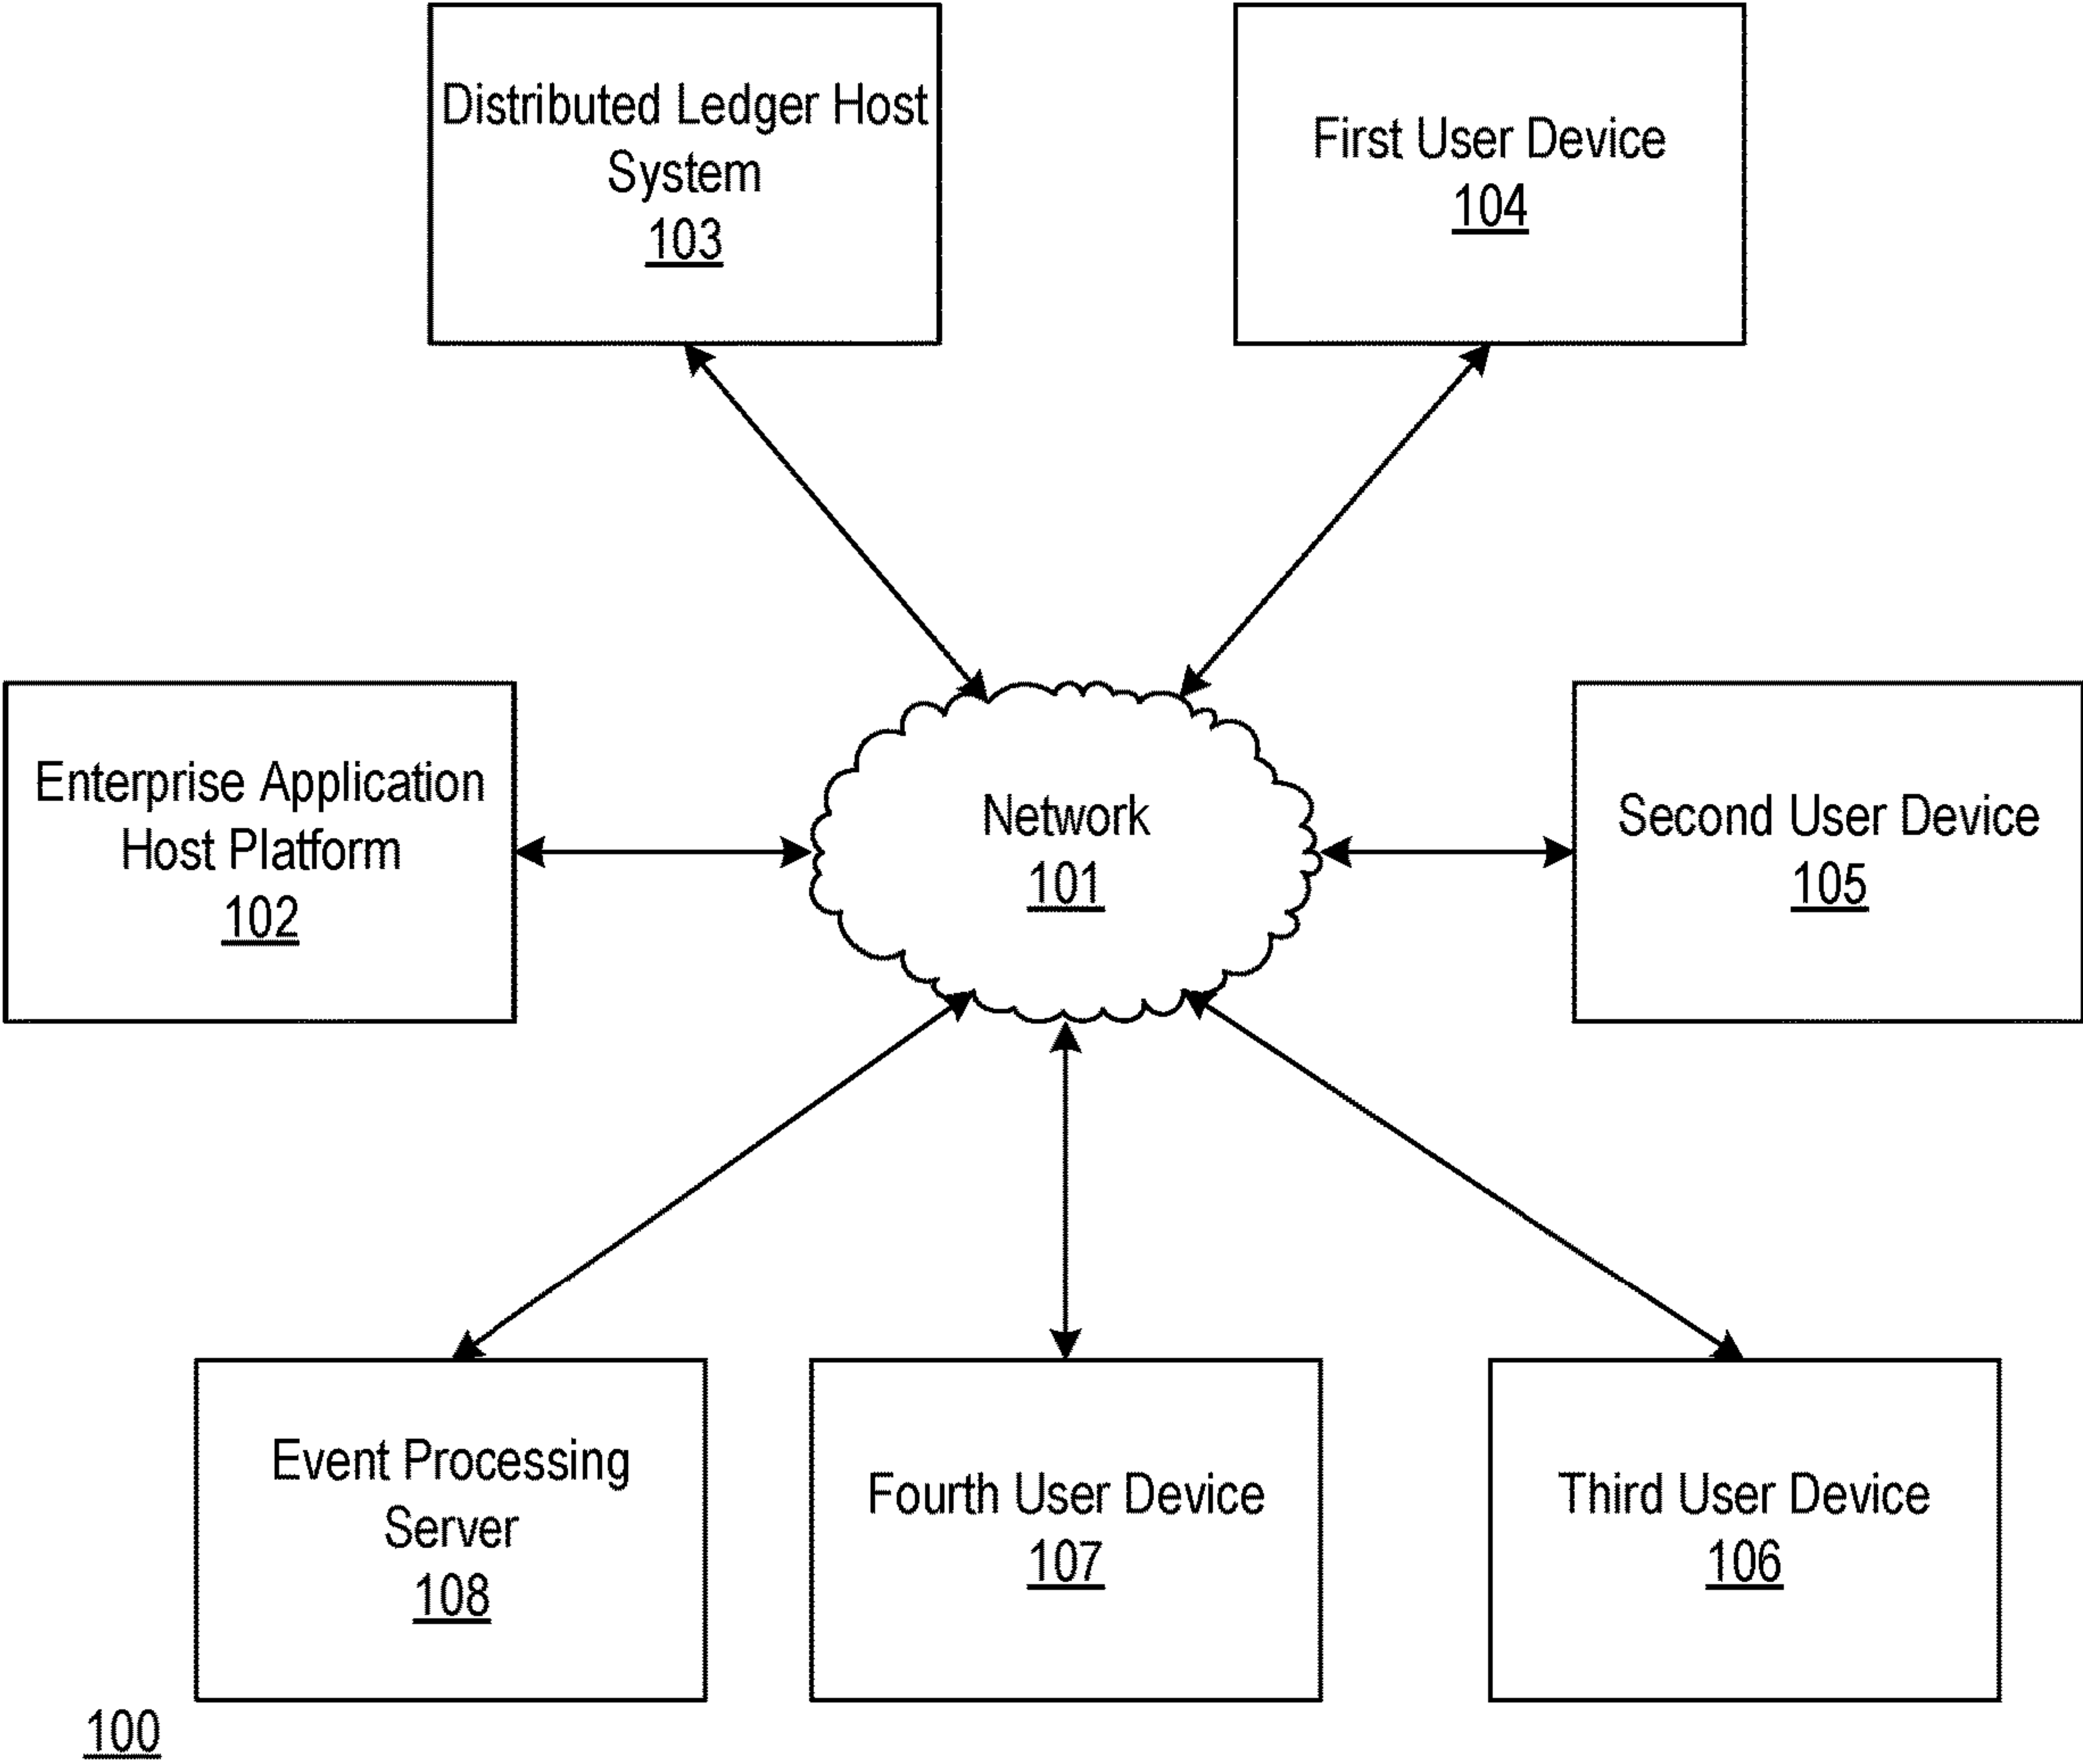 Distributed Ledger Host
System
103
First User Device
104
Enterprise Application
Host Platform
102
Network
101
Second User Device
105
Event Processing
Server
108
Fourth User Device
107
Third User Device
106
100